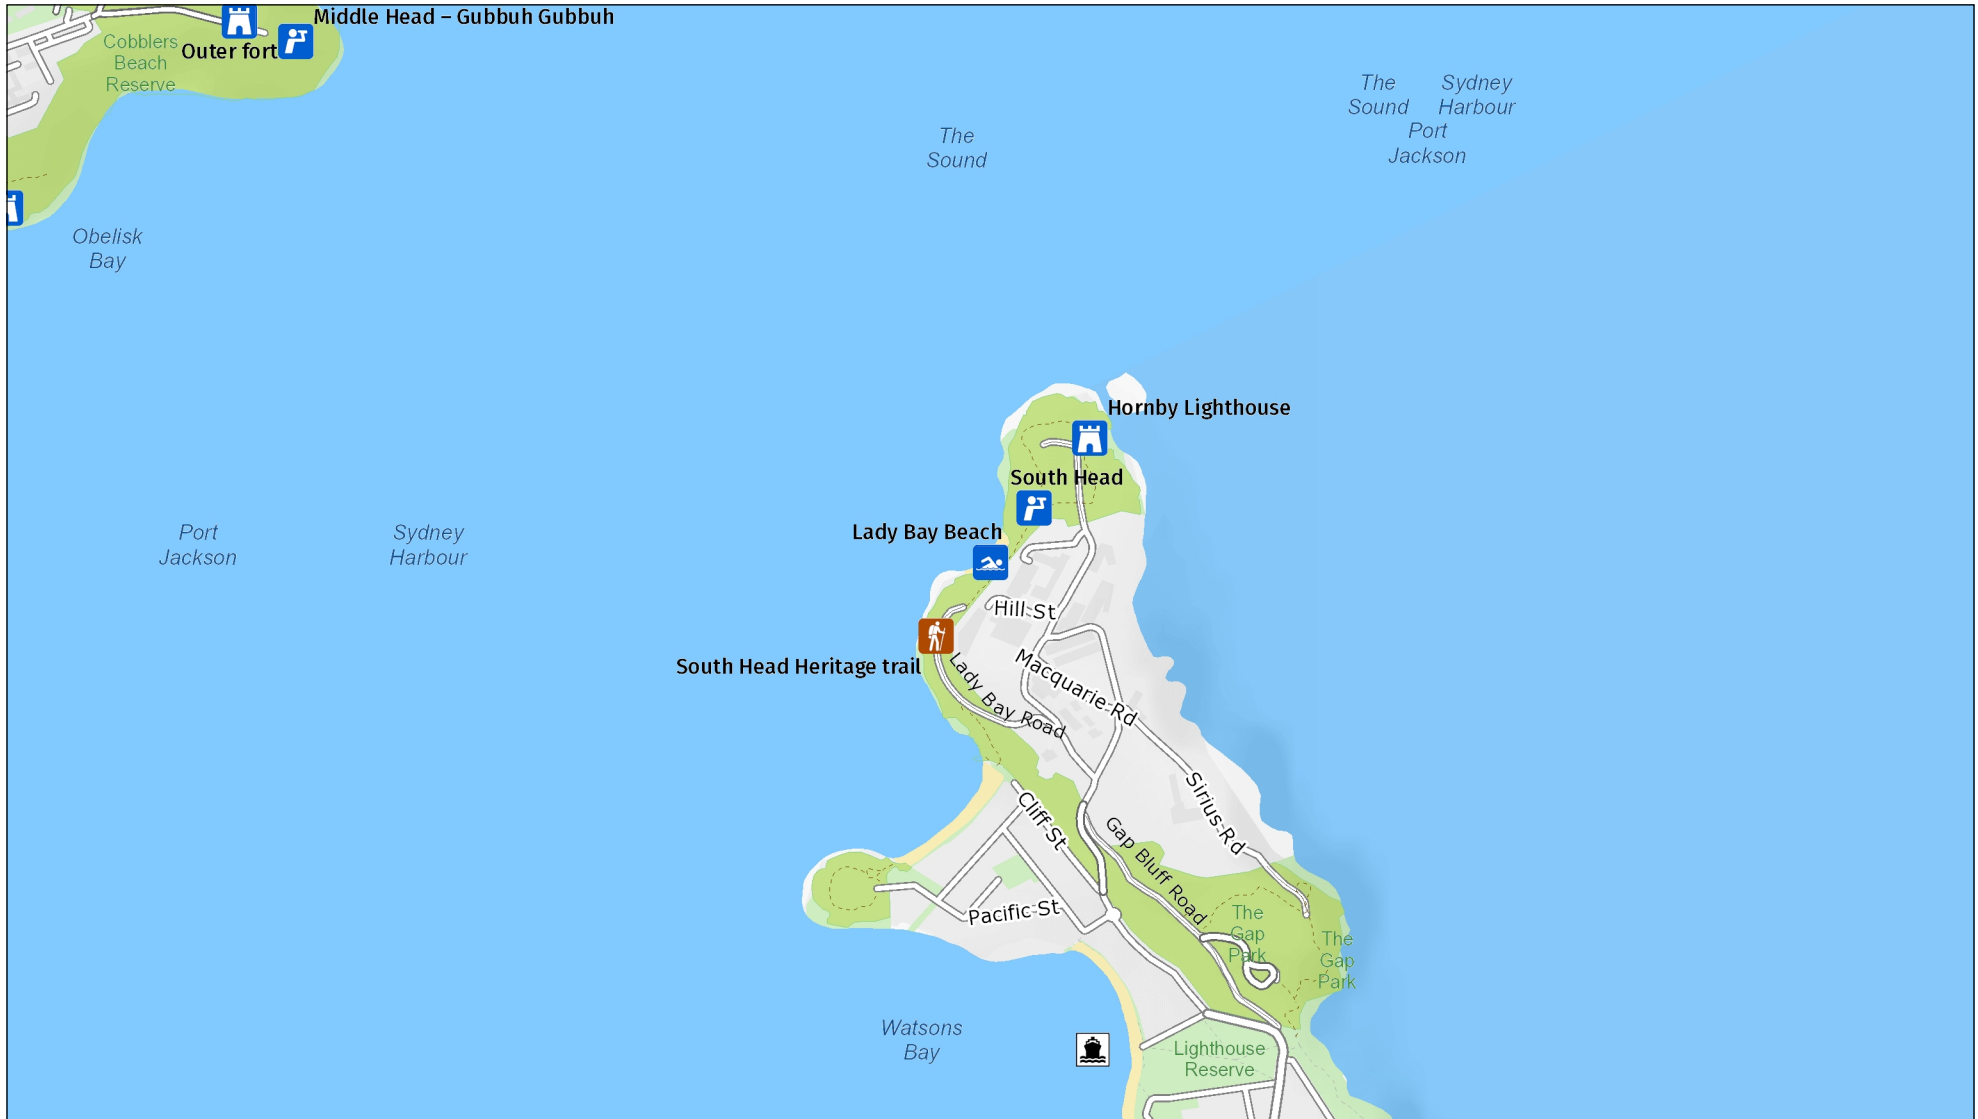 Middle Head – Gubbuh Gubbuh
Outer fort
Cobblers
Beach
Reserve
The
Sound
Sydney
Harbour
Port
Jackson
The
Sound
Obelisk
Bay
Hornby Lighthouse
South Head
Lady Bay Beach
Port
Jackson
Sydney
Harbour
Hill St
South Head Heritage trail
Lady Bay Road
Macquarie Rd
Sirius Rd
Cliff St
Gap Bluff Road
Pacific St
The
Gap
Park
The
Gap
Park
Watsons
Bay
Lighthouse
Reserve